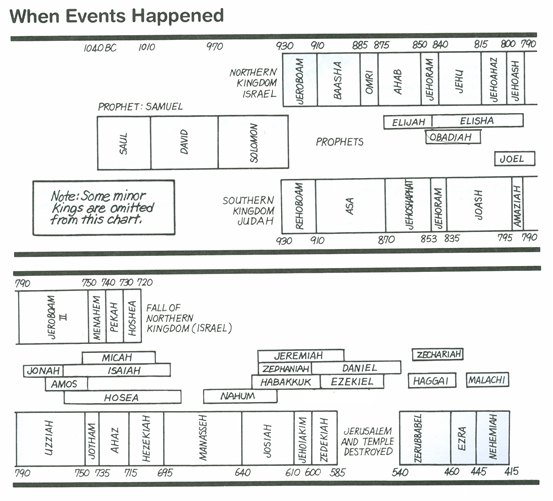 When Events Happened
1040 BC 1010 970 930 910 885 875 850 840 815 800 790
NORTHERN
KINGDOM
ISRAEL
JEROBOAM BAASHA OMRI AHAB JEHORAM JEHU JEHOAHAZ JEHOASH
PROPHET: SAMUEL
SAUL DAVID SOLOMON
PROPHETS
ELIJAH ELISHA
OBADIAH
JOEL
Note: Some minor
Kings are omitted
from this chart.
SOUTHERN
KINGDOM
JUDAH
REHOBOAM ASA JEHOSHAPHAT JEHORAM JOASH AMAZIAH
930 910 870 853 835 795 790
790 750 740 730 720
JEROBOAM II MENAHEM PEKAH HOSHEA
FALL OF
NORTHERN
KINGDOM (ISRAEL)
MICAH JEREMIAH ZECHARIAH
JONAH ISAIAH ZEPHANIAH DANIEL
AMOS HABAKKUK EZEKIEL HAGGAI MALACHI
HOSEA NAHUM
UZZIAH JOTHAM AHAZ HEZEKIAH MANASSEH JOSIAH JEHOIAKIM ZEDEKIAH
JERUSALEM
AND TEMPLE
DESTROYED
ZERUBBABEL EZRA NEHEMIAH
790 750 735 715 695 640 610 600 585 540 460 445 415